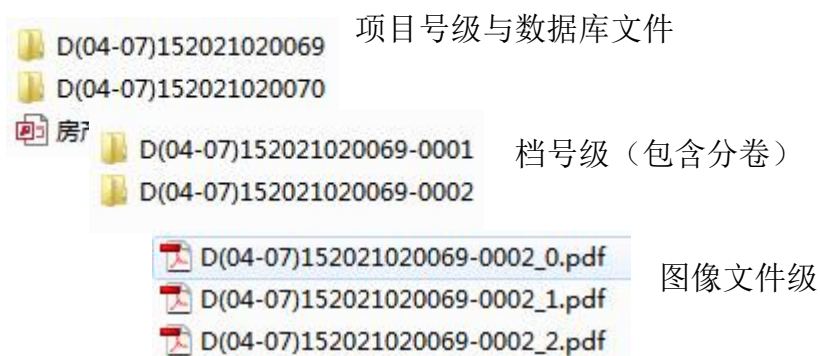 项目号级与数据库文件
D(04-07)152021020069
D(04-07)152021020070
房
D(04-07)152021020069-0001
档号级（包含分卷）
D(04-07)152021020069-0002
D(04-07)152021020069-0002_0.pdf
图像文件级
D(04-07)152021020069-0002_1.pdf
D(04-07)152021020069-0002_2.pdf